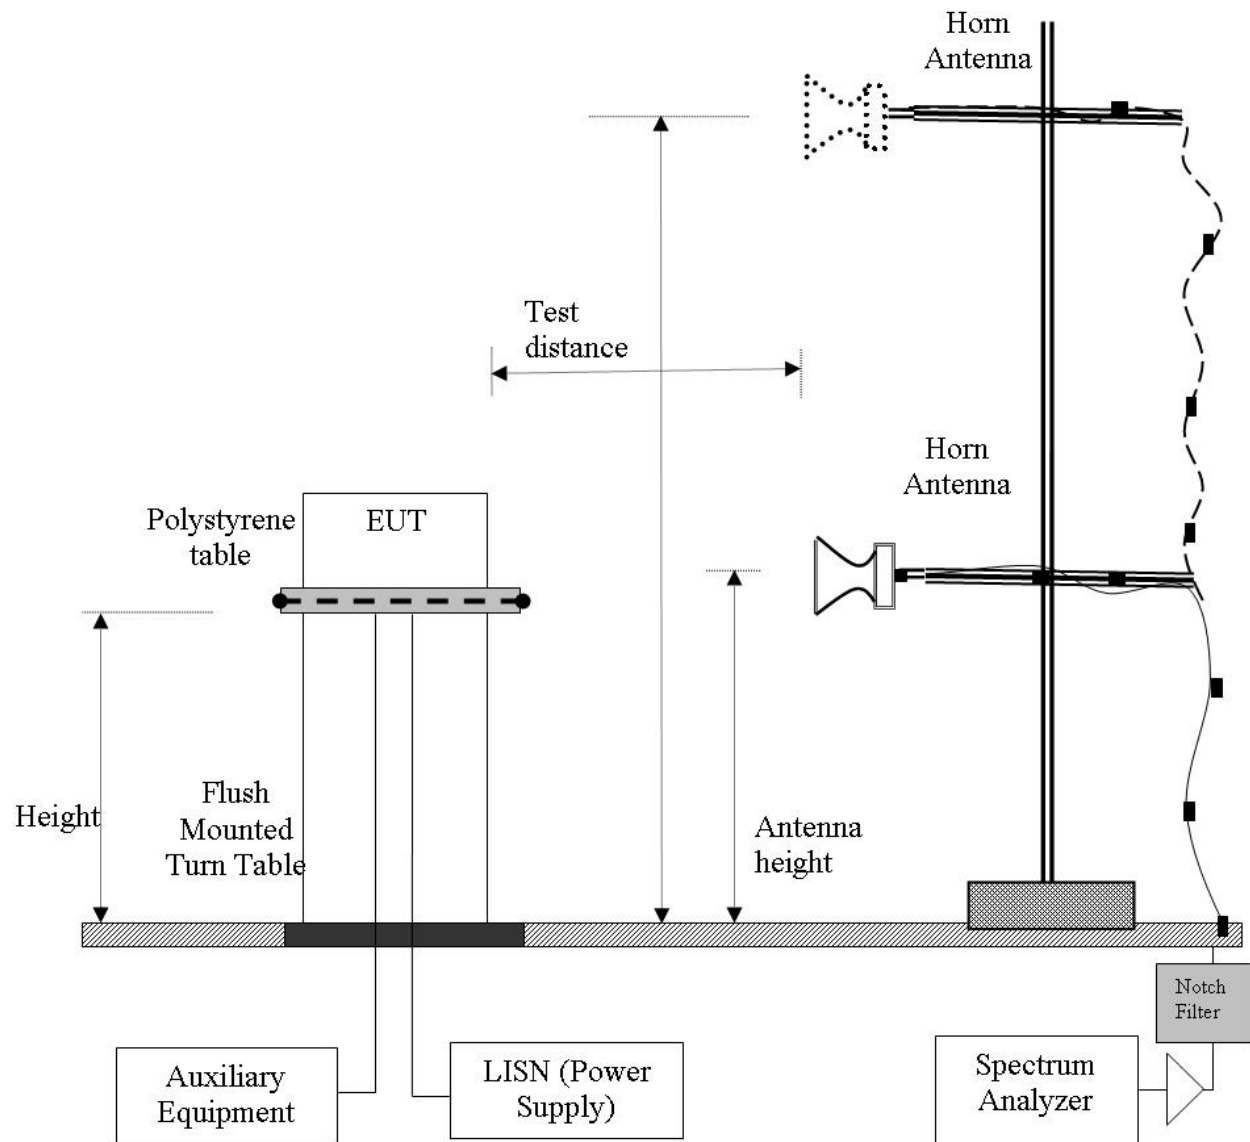 Horn
Antenna
Test
distance
Horn
Antenna
Polystyrene
table
EUT
Height
Flush
Mounted
Turn Table
Antenna
height
Notch
Filter
Auxiliary
Equipment
LISN (Power
Supply)
Spectrum
Analyzer